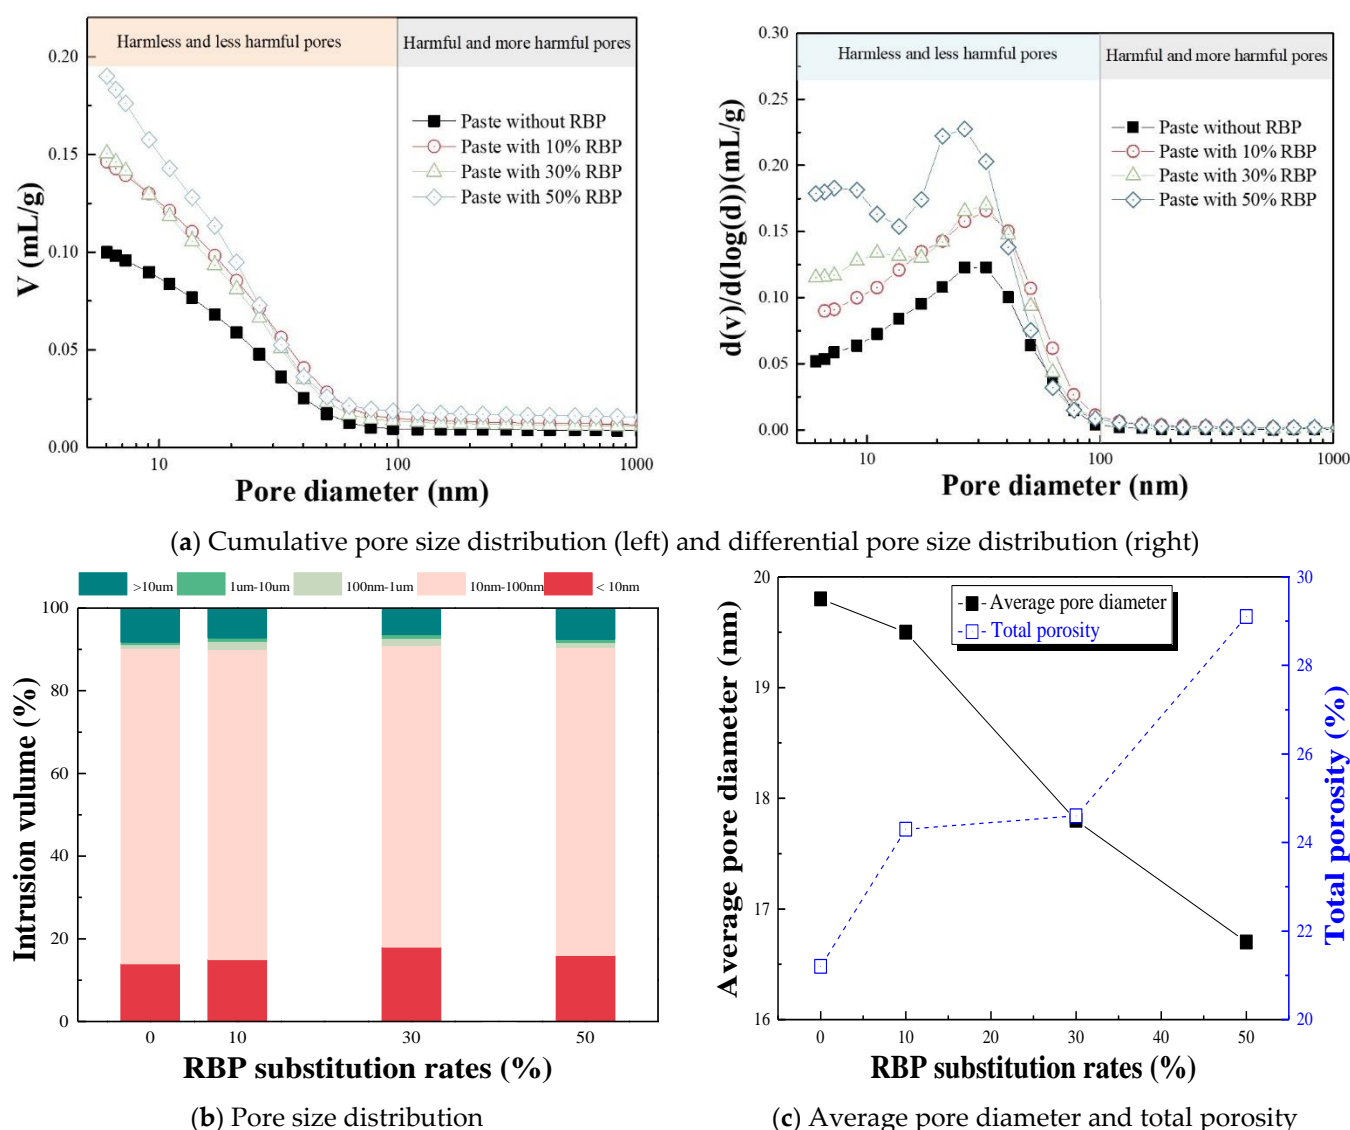 Harmless and less harmful pores
Harmful and more harmful pores
0.20
0.15
0.10
0.05
0.00
V (mL/g)
Paste without RBP
Paste with 10% RBP
Paste with 30% RBP
Paste with 50% RBP
10
100
1000
Pore diameter (nm)
Harmless and less harmful pores
Harmful and more harmful pores
0.30
0.25
0.20
0.15
0.10
0.05
0.00
d(v)/d(log(d))(mL/g)
Paste without RBP
Paste with 10% RBP
Paste with 30% RBP
Paste with 50% RBP
10
100
1000
Pore diameter (nm)
(a) Cumulative pore size distribution (left) and differential pore size distribution (right)
>10um
1um-10um
100nm-1um
10nm-100nm
< 10nm
100
80
60
40
20
0
Intrusion vulume (%)
0
10
30
50
RBP substitution rates (%)
(b) Pore size distribution
20
19
18
17
16
Average pore diameter (nm)
Average pore diameter
Total porosity
30
28
26
24
22
20
Total porosity (%)
0
10
20
30
40
50
RBP substitution rates (%)
(c) Average pore diameter and total porosity